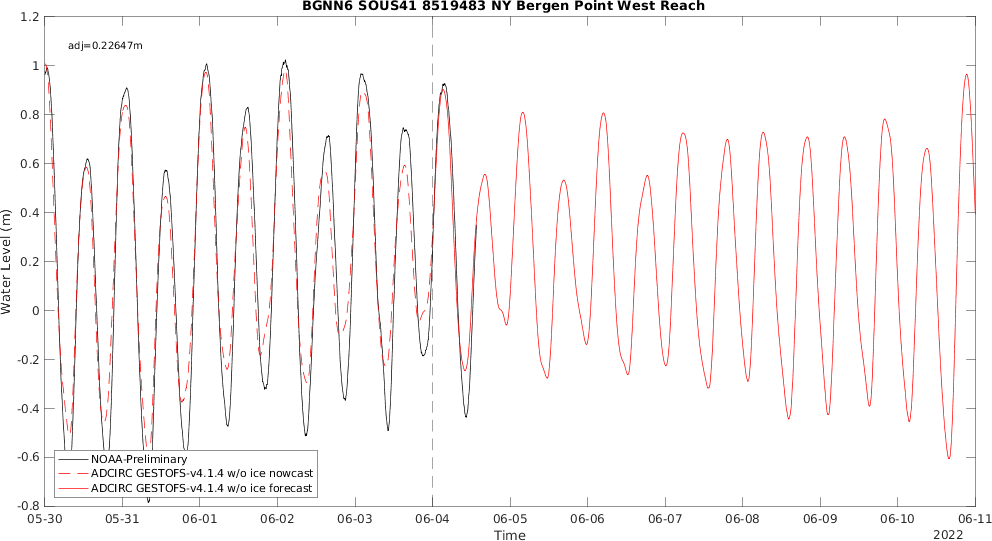 BGNN6 SOUS41 8519483 NY Bergen Point West Reach
adj=0.22647m
Water Level (m)
1.2
1
0.8
0.6
0.4
0.2
0
-0.2
-0.4
-0.6
-0.8
NOAA-Preliminary
ADCIRC GESTOFS-v4.1.4 w/o ice nowcast
ADCIRC GESTOFS-v4.1.4 w/o ice forecast
05-30 05-31 06-01 06-02 06-03 06-04 06-05 06-06 06-07 06-08 06-09 06-10 06-11
Time
2022